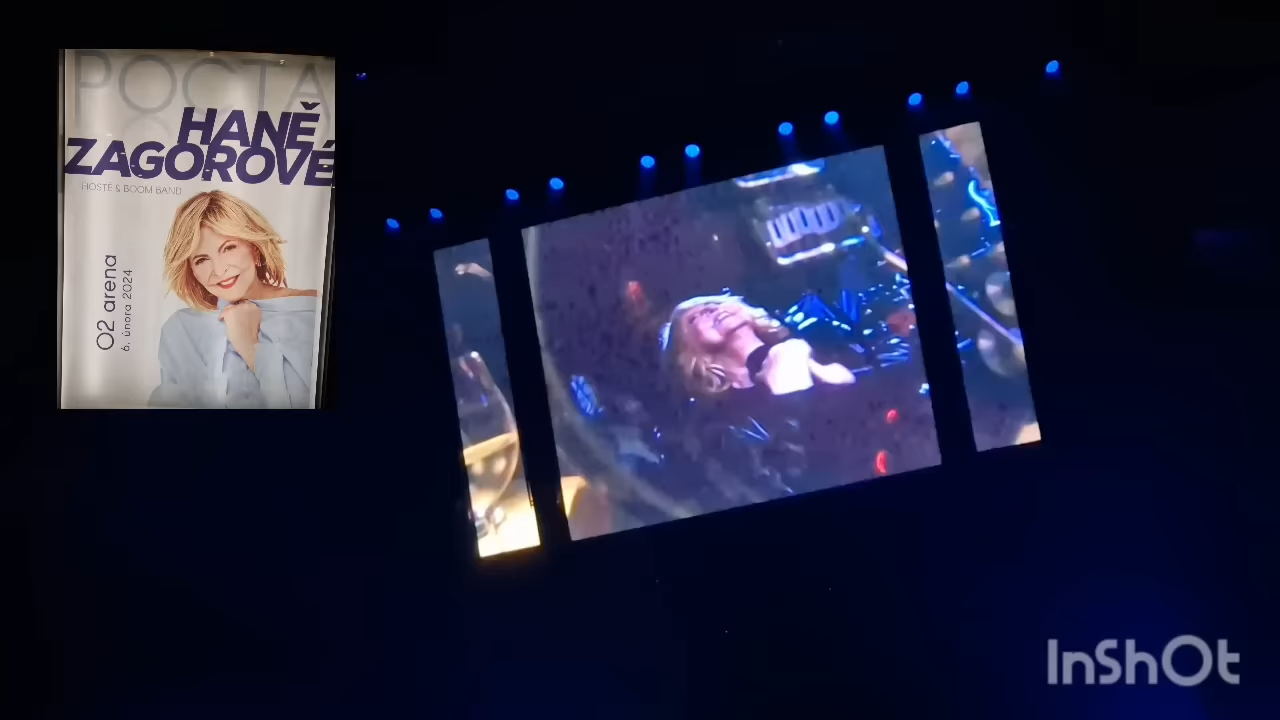 POCTA
HANĚ
ZAGOROVÉ
HOSTÉ & BOOM BAND
O2 arena
6. února 2024
InShOt